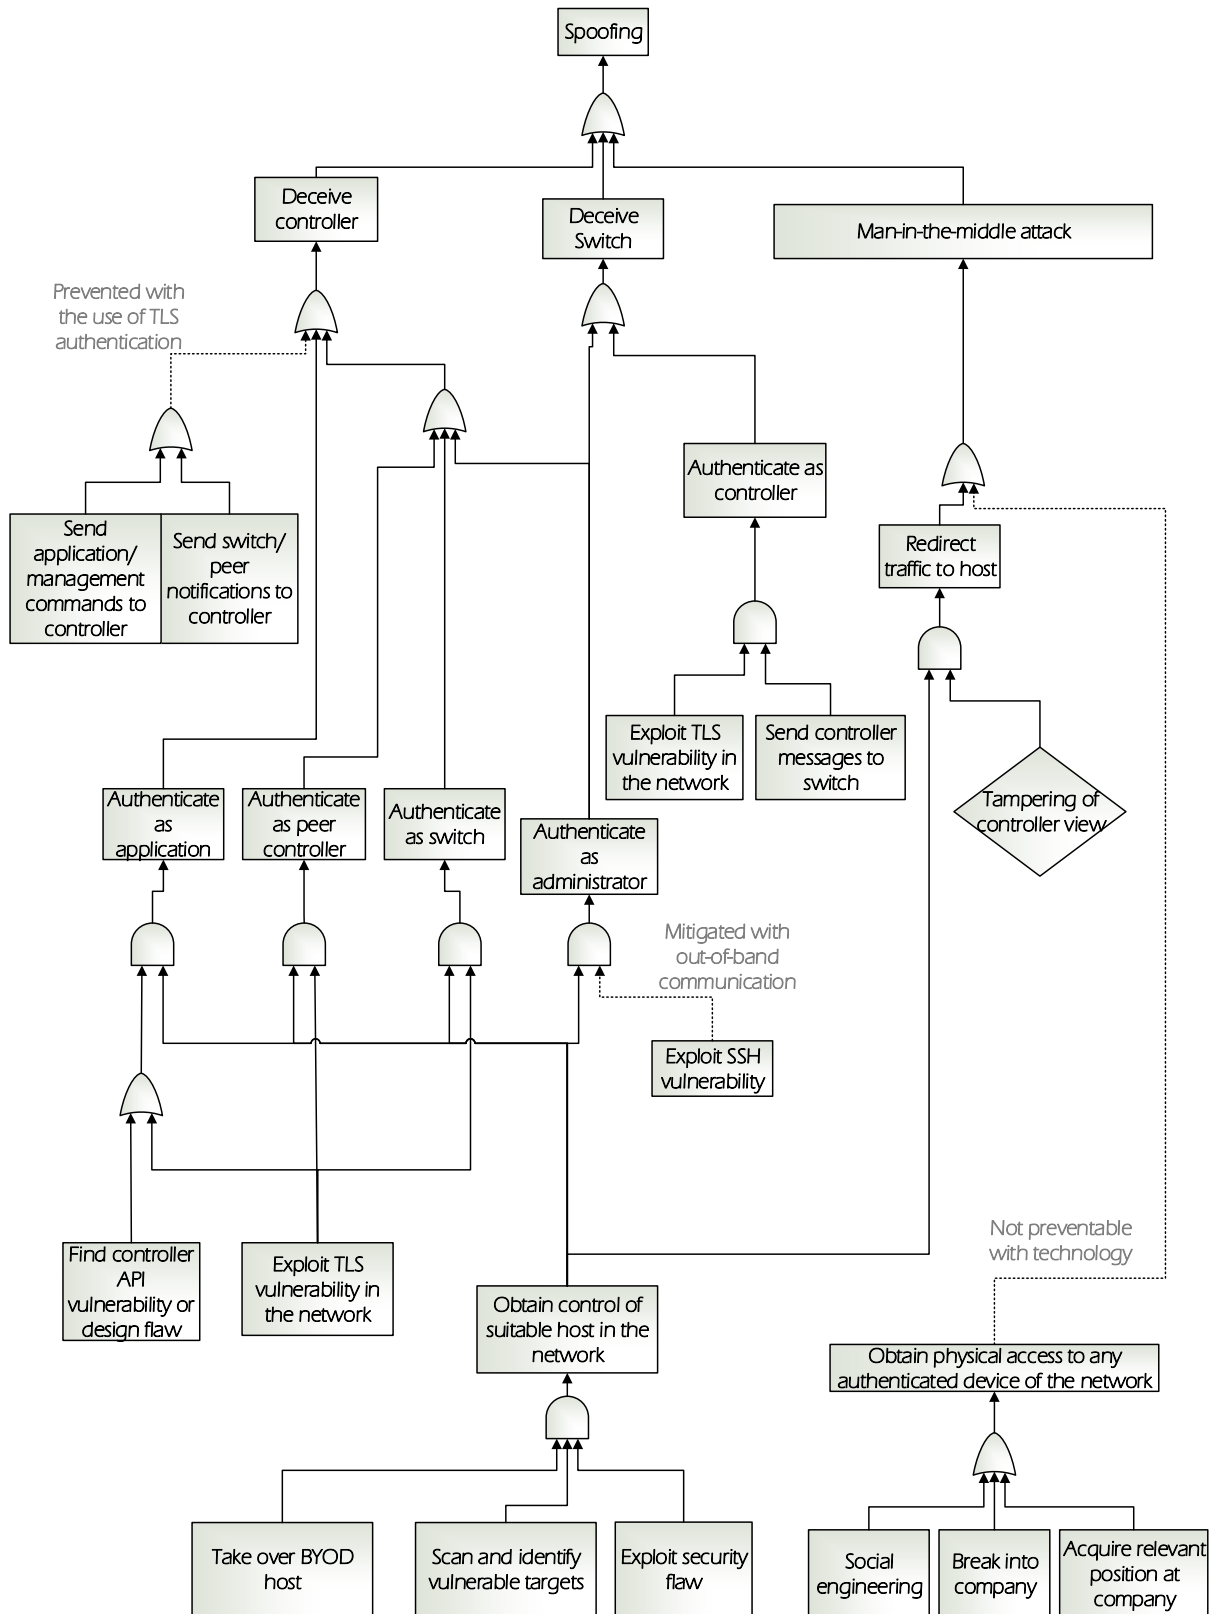 Spoofing
Deceive
controller
Deceive
Switch
Man-in-the-middle attack
Prevented with
the use of TLS
authentication
Authenticate as
controller
Send
application/
management
commands to
controller
Send switch/
peer
notifications to
controller
Redirect
traffic to host
Exploit TLS
vulnerability in
the network
Send controller
messages to
switch
Tampering of
controller view
Authenticate
as
application
Authenticate
as peer
controller
Authenticate
as switch
Authenticate
as
administrator
Mitigated with
out-of-band
communication
Exploit SSH
vulnerability
Not preventable
with technology
Find controller
API
vulnerability or
design flaw
Exploit TLS
vulnerability in
the network
Obtain control of
suitable host in the
network
Obtain physical access to any
authenticated device of the network
Take over BYOD
host
Scan and identify
vulnerable targets
Exploit security
flaw
Social
engineering
Break into
company
Acquire relevant
position at
company